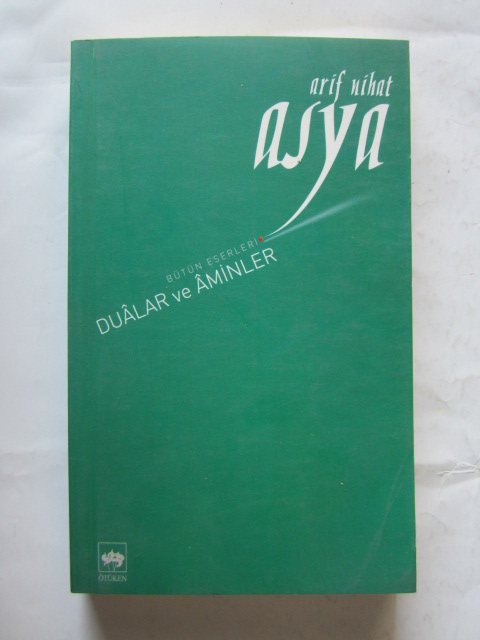 arif nihat
asya
BÜTÜN ESERLERİ
DUÂLAR ve ÂMİNLER
ÖTÜKEN